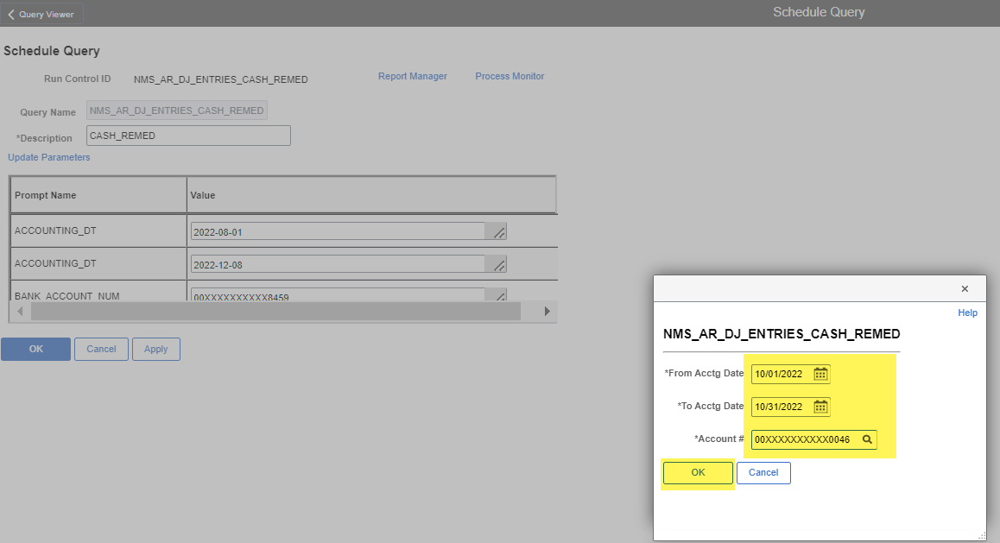 Query Viewer
Schedule Query
Schedule Query
Run Control ID NMS_AR_DJ_ENTRIES_CASH_REMED Report Manager Process Monitor
Query Name NMS_AR_DJ_ENTRIES_CASH_REMED
*Description CASH_REMED
Update Parameters
Prompt Name Value
ACCOUNTING_DT 2022-08-01
ACCOUNTING_DT 2022-12-08
BANK_ACCOUNT_NUM 00XXXXXXXXXX8459
OK Cancel Apply
×
Help
NMS_AR_DJ_ENTRIES_CASH_REMED
*From Acctg Date 10/01/2022
*To Acctg Date 10/31/2022
*Account # 00XXXXXXXXXX0046
OK Cancel